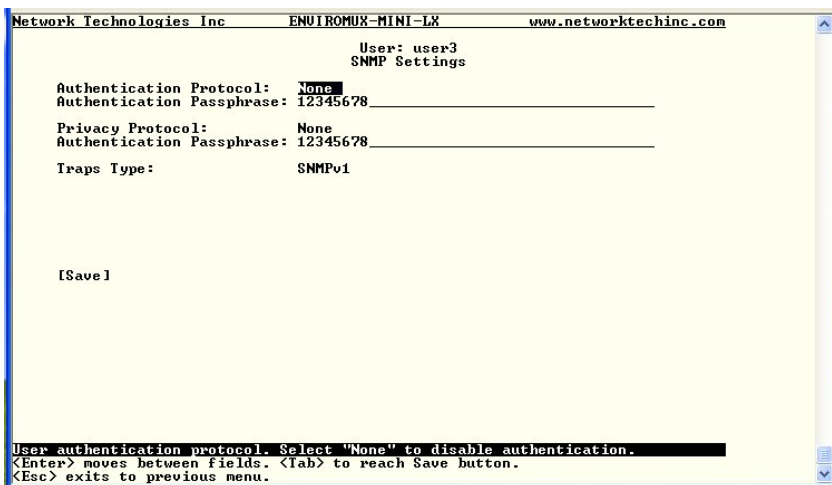 Network Technologies Inc ENVIROMUX-MINI-LX www.networktechinc.com
User: user3
SNMP Settings
Authentication Protocol: None
Authentication Passphrase: 12345678
Privacy Protocol: None
Authentication Passphrase: 12345678
Traps Type: SNMPv1
[Save]
User authentication protocol. Select "None" to disable authentication.
<Enter> moves between fields. <Tab> to reach Save button.
<Esc> exits to previous menu.